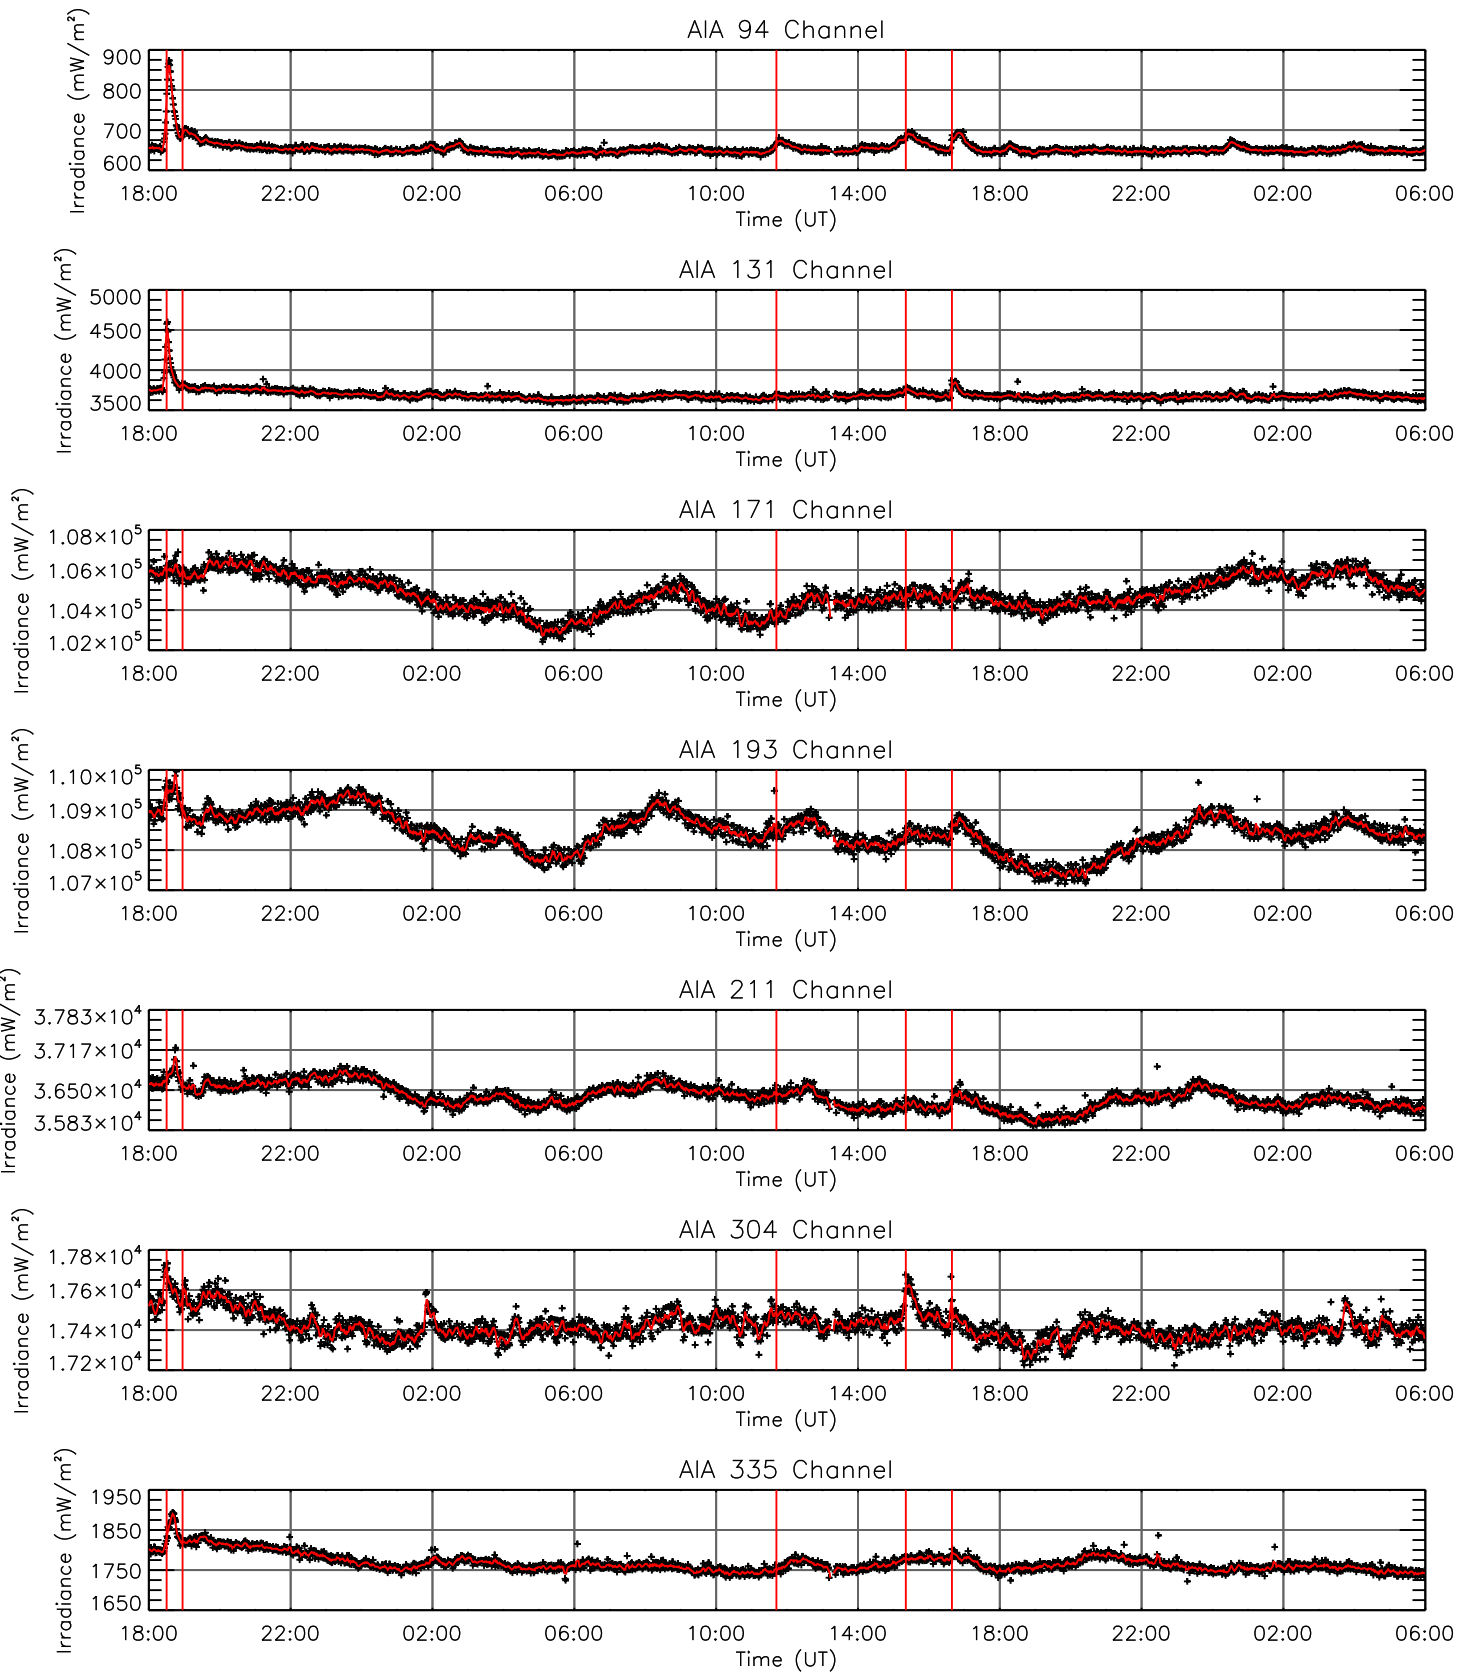 AIA 94 Channel
Irradiance (mW/m²)
900
800
700
600
18:00 22:00 02:00 06:00 10:00 14:00 18:00 22:00 02:00 06:00
Time (UT)
AIA 131 Channel
Irradiance (mW/m²)
5000
4500
4000
3500
18:00 22:00 02:00 06:00 10:00 14:00 18:00 22:00 02:00 06:00
Time (UT)
AIA 171 Channel
Irradiance (mW/m²)
1.08×10⁵
1.06×10⁵
1.04×10⁵
1.02×10⁵
18:00 22:00 02:00 06:00 10:00 14:00 18:00 22:00 02:00 06:00
Time (UT)
AIA 193 Channel
Irradiance (mW/m²)
1.10×10⁵
1.09×10⁵
1.08×10⁵
1.07×10⁵
18:00 22:00 02:00 06:00 10:00 14:00 18:00 22:00 02:00 06:00
Time (UT)
AIA 211 Channel
Irradiance (mW/m²)
3.783×10⁴
3.717×10⁴
3.650×10⁴
3.583×10⁴
18:00 22:00 02:00 06:00 10:00 14:00 18:00 22:00 02:00 06:00
Time (UT)
AIA 304 Channel
Irradiance (mW/m²)
1.78×10⁴
1.76×10⁴
1.74×10⁴
1.72×10⁴
18:00 22:00 02:00 06:00 10:00 14:00 18:00 22:00 02:00 06:00
Time (UT)
AIA 335 Channel
Irradiance (mW/m²)
1950
1850
1750
1650
18:00 22:00 02:00 06:00 10:00 14:00 18:00 22:00 02:00 06:00
Time (UT)